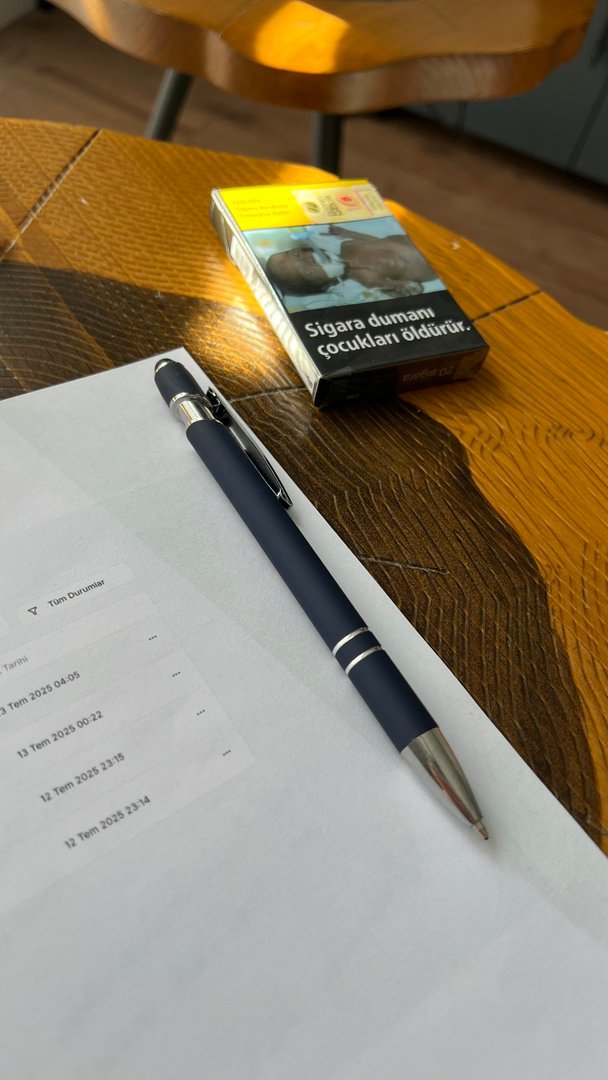 Sigara dumanı
çocukları öldürür.
20 sigara
Tüm Durumlar
Tarihi
13 Tem 2025 04:05
13 Tem 2025 00:22
12 Tem 2025 23:15
12 Tem 2025 23:14